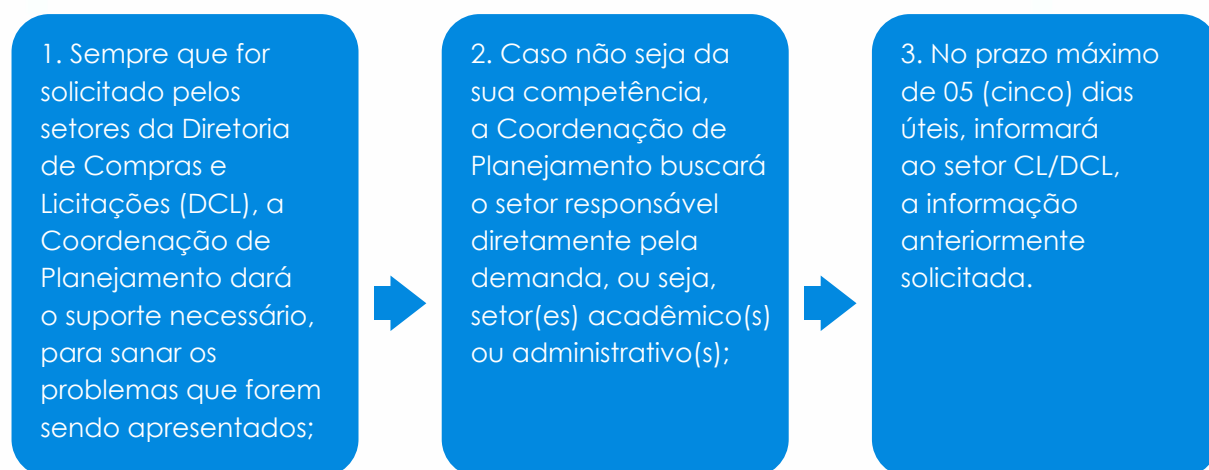 1. Sempre que for
solicitado pelos
setores da Diretoria
de Compras e
Licitações (DCL), a
Coordenação de
Planejamento dará
o suporte necessário,
para sanar os
problemas que forem
sendo apresentados;
2. Caso não seja da
sua competência,
a Coordenação de
Planejamento buscará
o setor responsável
diretamente pela
demanda, ou seja,
setor(es) acadêmico(s)
ou administrativo(s);
3. No prazo máximo
de 05 (cinco) dias
úteis, informará
ao setor CL/DCL,
a informação
anteriormente
solicitada.